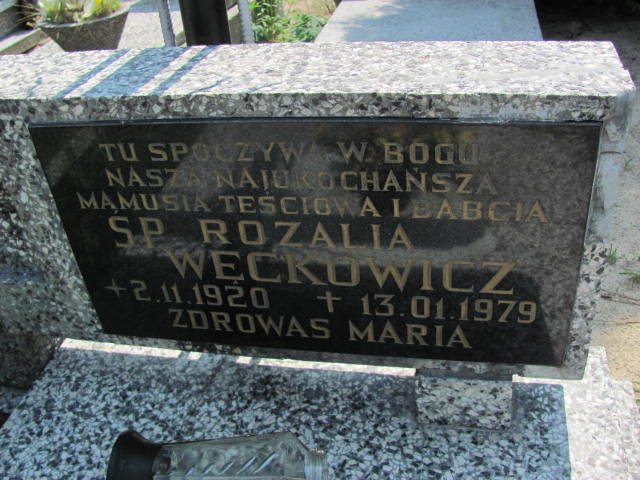 TU SPOCZYWA W BOGU
NASZA NAJUKOCHAŃSZA
MAMUSIA TEŚCIOWA I BABCIA
ŚP ROZALIA
WĘCKOWICZ
+ 2.11.1920 ✝ 13.01.1979
ZDROWAŚ MARIA